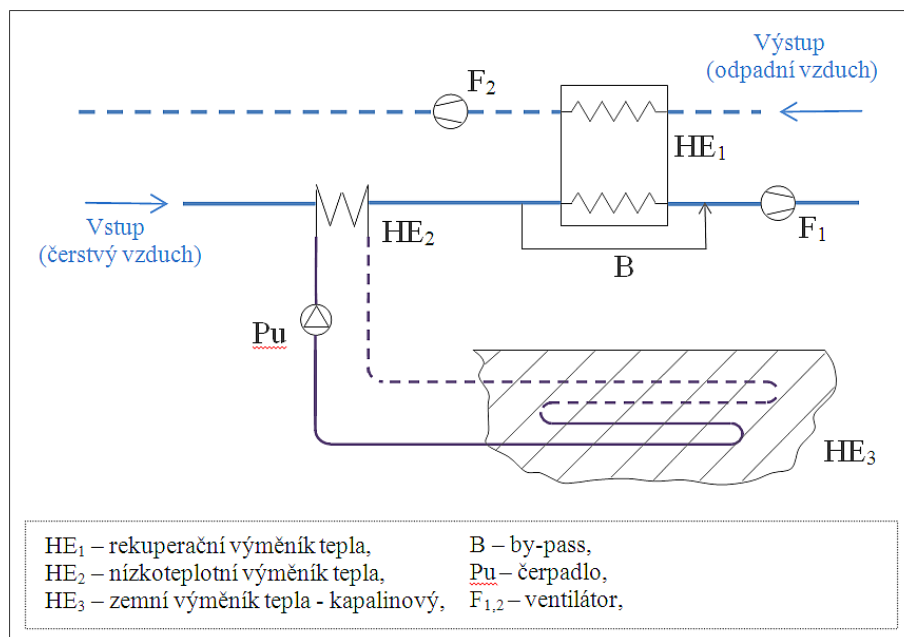 Výstup
(odpadní vzduch)
F2
HE1
Vstup
(čerstvý vzduch)
HE2
F1
B
Pu
HE3
HE1 – rekuperační výměník tepla,
HE2 – nízkoteplotní výměník tepla,
HE3 – zemní výměník tepla - kapalinový,
B – by-pass,
Pu – čerpadlo,
F1,2 – ventilátor,